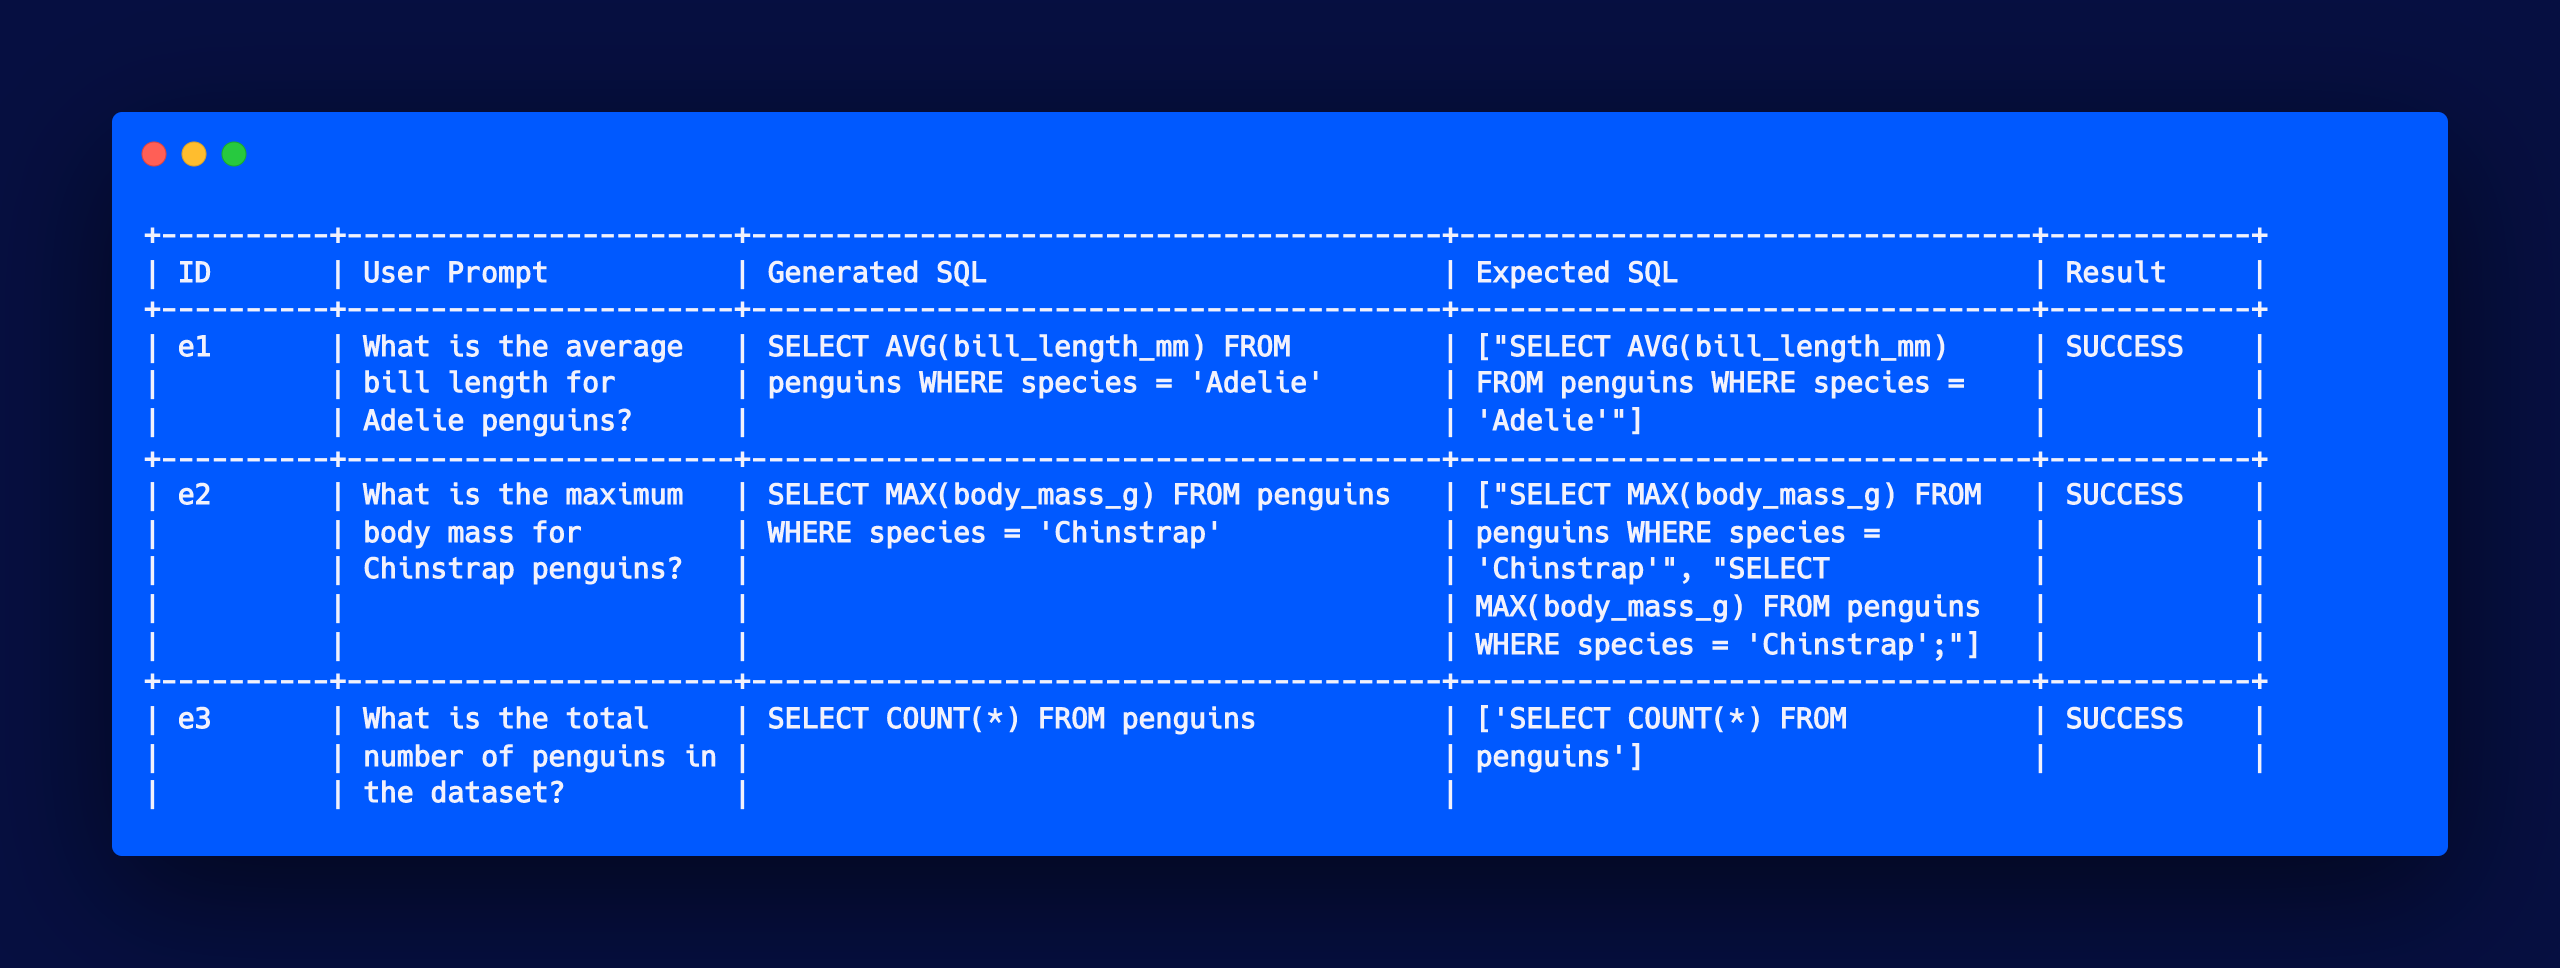 +----------+-----------------------+-----------------------------------------+----------------------------------+------------+
| ID | User Prompt | Generated SQL | Expected SQL | Result |
+----------+-----------------------+-----------------------------------------+----------------------------------+------------+
| e1 | What is the average | SELECT AVG(bill_length_mm) FROM | ["SELECT AVG(bill_length_mm) | SUCCESS |
| | bill length for | penguins WHERE species = 'Adelie' | FROM penguins WHERE species = | |
| | Adelie penguins? | | 'Adelie'"] | |
+----------+-----------------------+-----------------------------------------+----------------------------------+------------+
| e2 | What is the maximum | SELECT MAX(body_mass_g) FROM penguins | ["SELECT MAX(body_mass_g) FROM | SUCCESS |
| | body mass for | WHERE species = 'Chinstrap' | penguins WHERE species = | |
| | Chinstrap penguins? | | 'Chinstrap'", "SELECT | |
| | | | MAX(body_mass_g) FROM penguins | |
| | | | WHERE species = 'Chinstrap';"] | |
+----------+-----------------------+-----------------------------------------+----------------------------------+------------+
| e3 | What is the total | SELECT COUNT(*) FROM penguins | ['SELECT COUNT(*) FROM | SUCCESS |
| | number of penguins in | | penguins'] | |
| | the dataset? | |